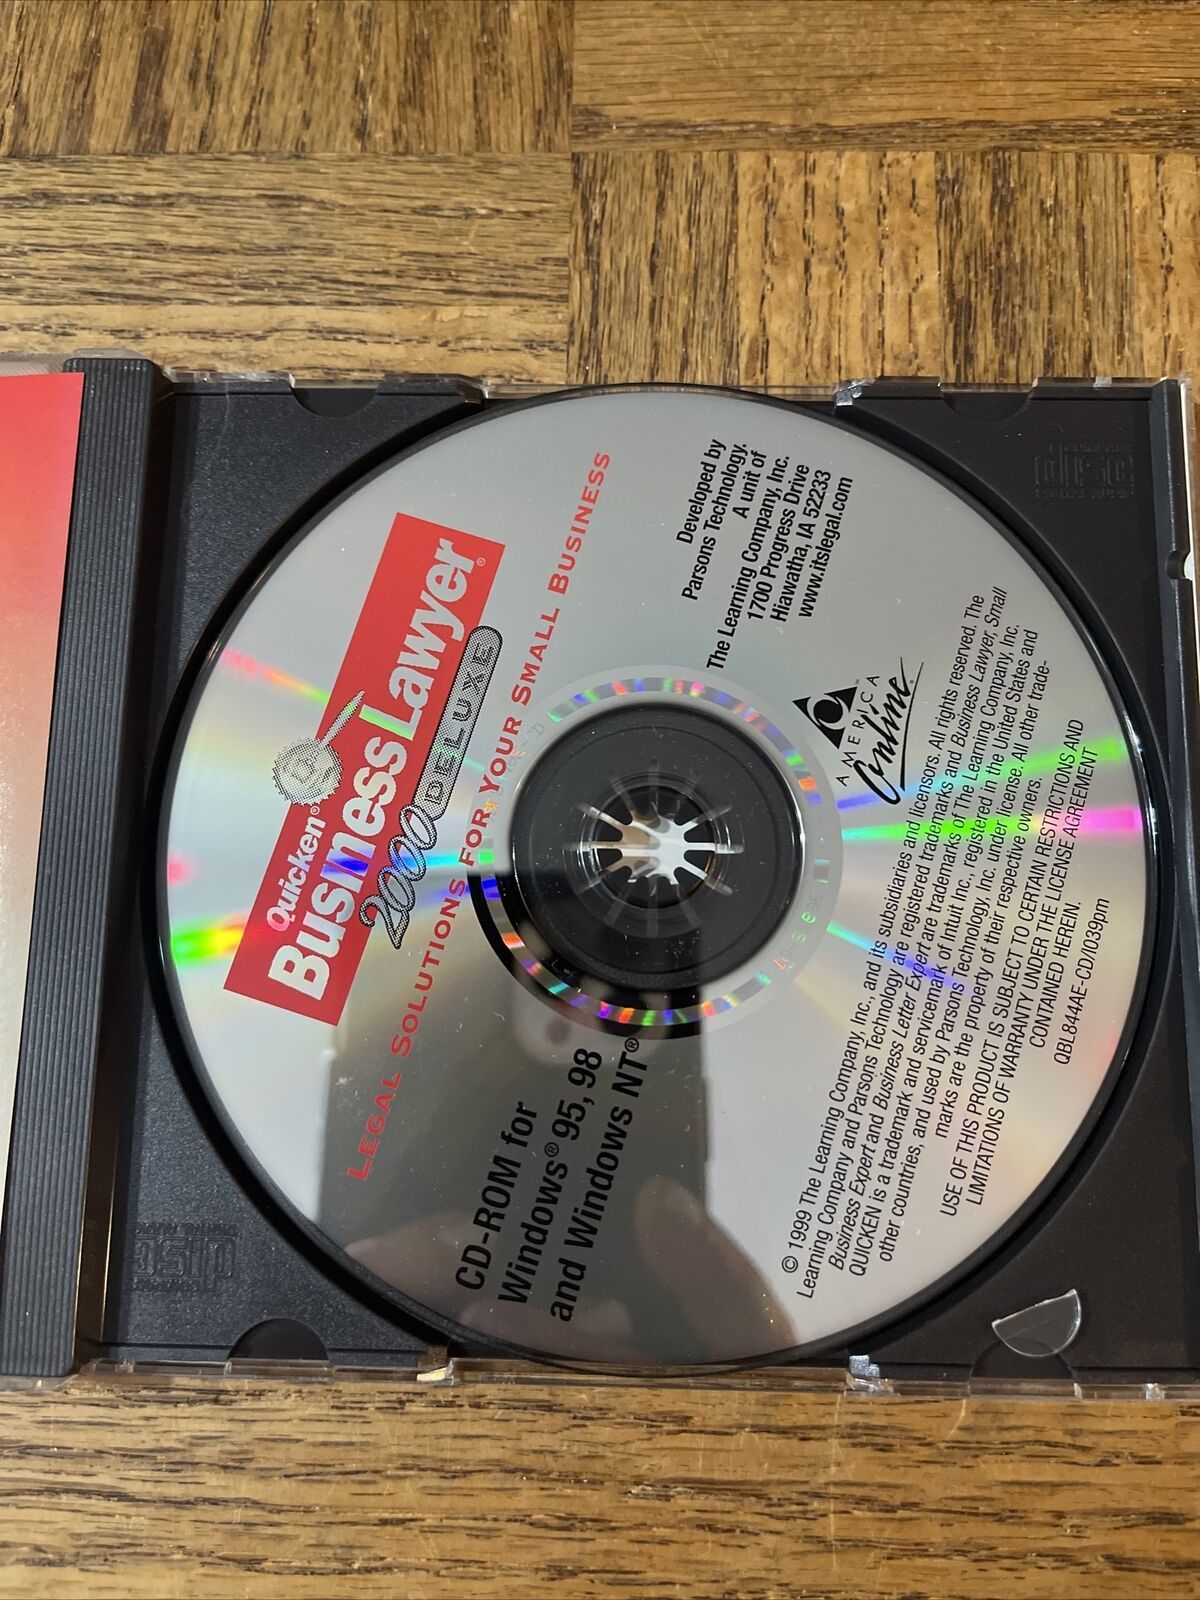 Quicken®
Business Lawyer®
2000 DELUXE
LEGAL SOLUTIONS FOR YOUR SMALL BUSINESS
CD-ROM for
Windows® 95, 98
and Windows NT®
Developed by
Parsons Technology.
A unit of
The Learning Company, Inc.
1700 Progress Drive
Hiawatha, IA 52233
www.itslegal.com
AMERICA
Online®
© 1999 The Learning Company, Inc., and its subsidiaries and licensors. All rights reserved. The
Learning Company and Parsons Technology are registered trademarks and Business Lawyer, Small
Business Expert and Business Letter Expert are trademarks of The Learning Company, Inc.
QUICKEN is a trademark and servicemark of Intuit Inc., registered in the United States and
other countries, and used by Parsons Technology, Inc. under license. All other trade-
marks are the property of their respective owners.
USE OF THIS PRODUCT IS SUBJECT TO CERTAIN RESTRICTIONS AND
LIMITATIONS OF WARRANTY UNDER THE LICENSE AGREEMENT
CONTAINED HEREIN.
QBL844AE-xCD/I039pm